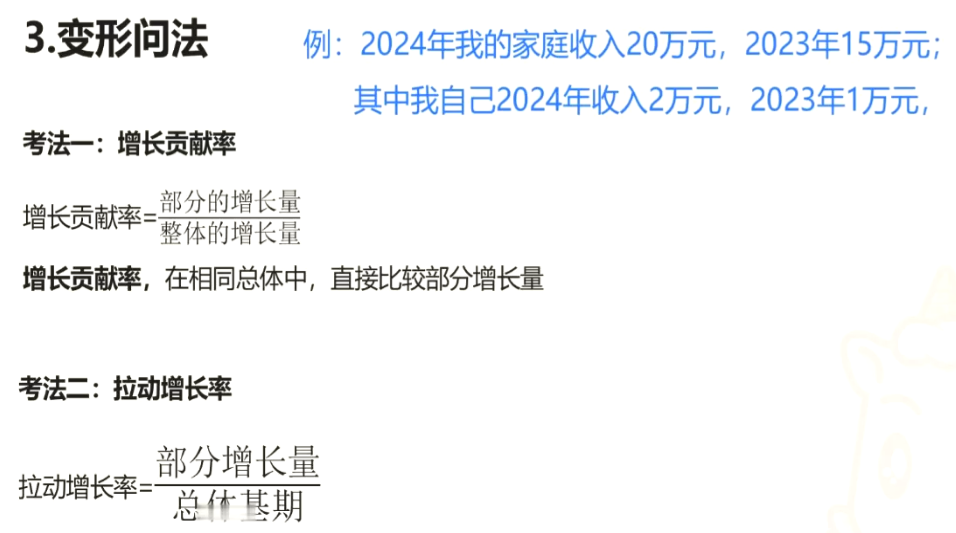 3.变形问法
例：2024年我的家庭收入20万元，2023年15万元；
其中我自己2024年收入2万元，2023年1万元，
考法一：增长贡献率
增长贡献率=部分的增长量
整体的增长量
增长贡献率，在相同总体中，直接比较部分增长量
考法二：拉动增长率
拉动增长率=部分增长量
总体基期